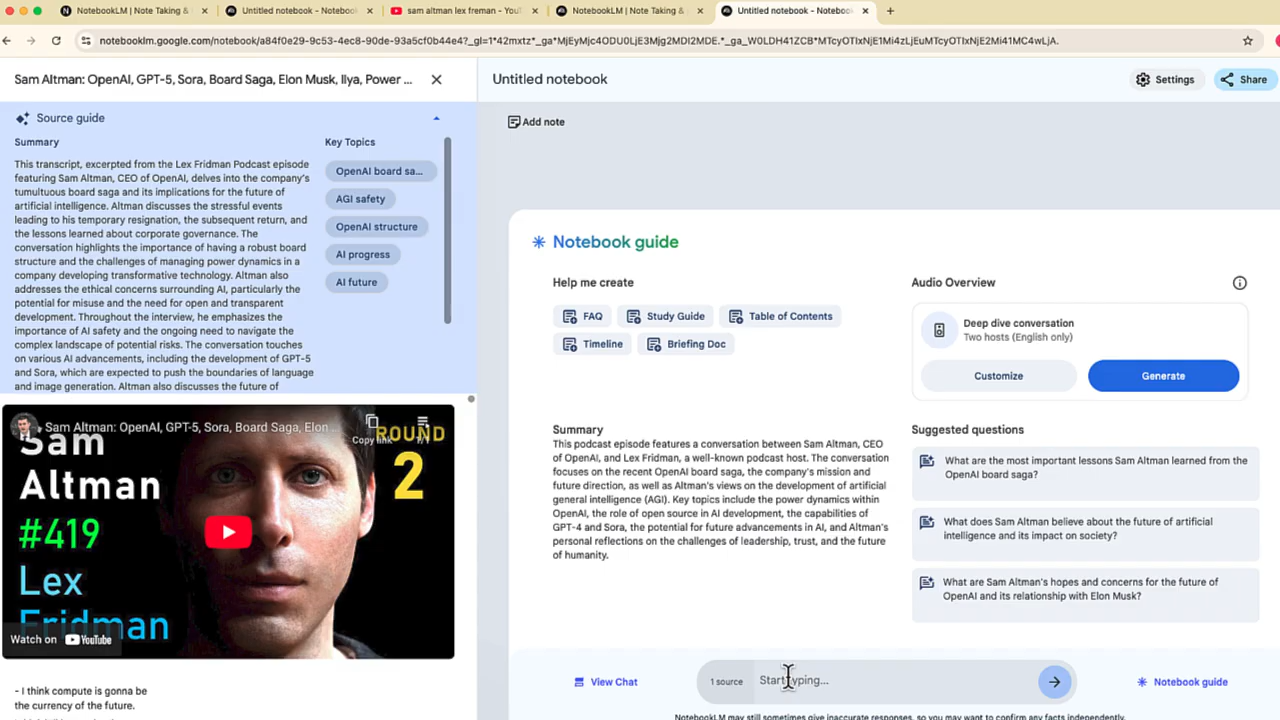 NotebookLM | Note Taking &
Untitled notebook - Notebook
sam altman lex freman - YouT
NotebookLM | Note Taking &
Untitled notebook - Notebook
notebooklm.google.com/notebook/a84f0e29-9c53-4ec8-90de-93a5cf0b44e4?_gl=1*42mxtz*_ga*MjEyMjc4ODU0LjE3Mjg2MDI2MDE.*_ga_W0LDH41ZCB*MTcyOTIxNjE1Mi4zLjEuMTcyOTIxNjE2Mi41MC4wLjA.
Sam Altman: OpenAI, GPT-5, Sora, Board Saga, Elon Musk, Ilya, Power ...
Untitled notebook
Settings
Share
Source guide
Add note
Summary
This transcript, excerpted from the Lex Fridman Podcast episode
featuring Sam Altman, CEO of OpenAI, delves into the company's
tumultuous board saga and its implications for the future of
artificial intelligence. Altman discusses the stressful events
leading to his temporary resignation, the subsequent return, and
the lessons learned about corporate governance. The
conversation highlights the importance of having a robust board
structure and the challenges of managing power dynamics in a
company developing transformative technology. Altman also
addresses the ethical concerns surrounding AI, particularly the
potential for misuse and the need for open and transparent
development. Throughout the interview, he emphasizes the
importance of AI safety and the ongoing need to navigate the
complex landscape of potential risks. The conversation touches
on various AI advancements, including the development of GPT-5
and Sora, which are expected to push the boundaries of language
and image generation. Altman also discusses the future of
Key Topics
OpenAI board sa...
AGI safety
OpenAI structure
AI progress
AI future
Sam Altman: OpenAI, GPT-5, Sora, Board Saga, Elon ...
Copy link
1/1
Sam
Altman
#419
Lex
Fridman
ROUND
2
Watch on YouTube
- I think compute is gonna be
the currency of the future.
Notebook guide
Help me create
FAQ
Study Guide
Table of Contents
Timeline
Briefing Doc
Audio Overview
Deep dive conversation
Two hosts (English only)
Customize
Generate
Summary
This podcast episode features a conversation between Sam Altman, CEO
of OpenAI, and Lex Fridman, a well-known podcast host. The conversation
focuses on the recent OpenAI board saga, the company's mission and
future direction, as well as Altman's views on the development of artificial
general intelligence (AGI). Key topics include the power dynamics within
OpenAI, the role of open source in AI development, the capabilities of
GPT-4 and Sora, the potential for future advancements in AI, and Altman's
personal reflections on the challenges of leadership, trust, and the future
of humanity.
Suggested questions
What are the most important lessons Sam Altman learned from the
OpenAI board saga?
What does Sam Altman believe about the future of artificial
intelligence and its impact on society?
What are Sam Altman's hopes and concerns for the future of
OpenAI and its relationship with Elon Musk?
View Chat
1 source
Start typing...
Notebook guide
NotebookLM may still sometimes give inaccurate responses, so you may want to confirm any facts independently.